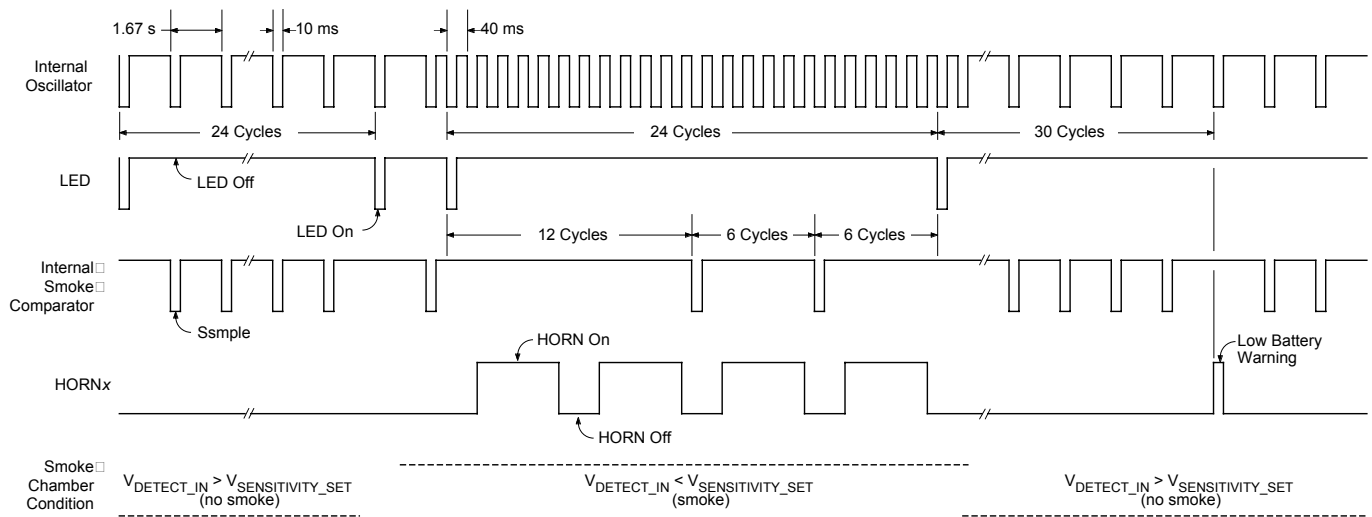 1.67 s
10 ms
40 ms
Internal
Oscillator
24 Cycles
24 Cycles
30 Cycles
LED
LED Off
LED On
12 Cycles
6 Cycles
6 Cycles
Internal□
Smoke□
Comparator
Ssmple
HORN On
Low Battery
Warning
HORNx
HORN Off
Smoke□
Chamber
Condition
VDETECT_IN > VSENSITIVITY_SET
(no smoke)
VDETECT_IN < VSENSITIVITY_SET
(smoke)
VDETECT_IN > VSENSITIVITY_SET
(no smoke)